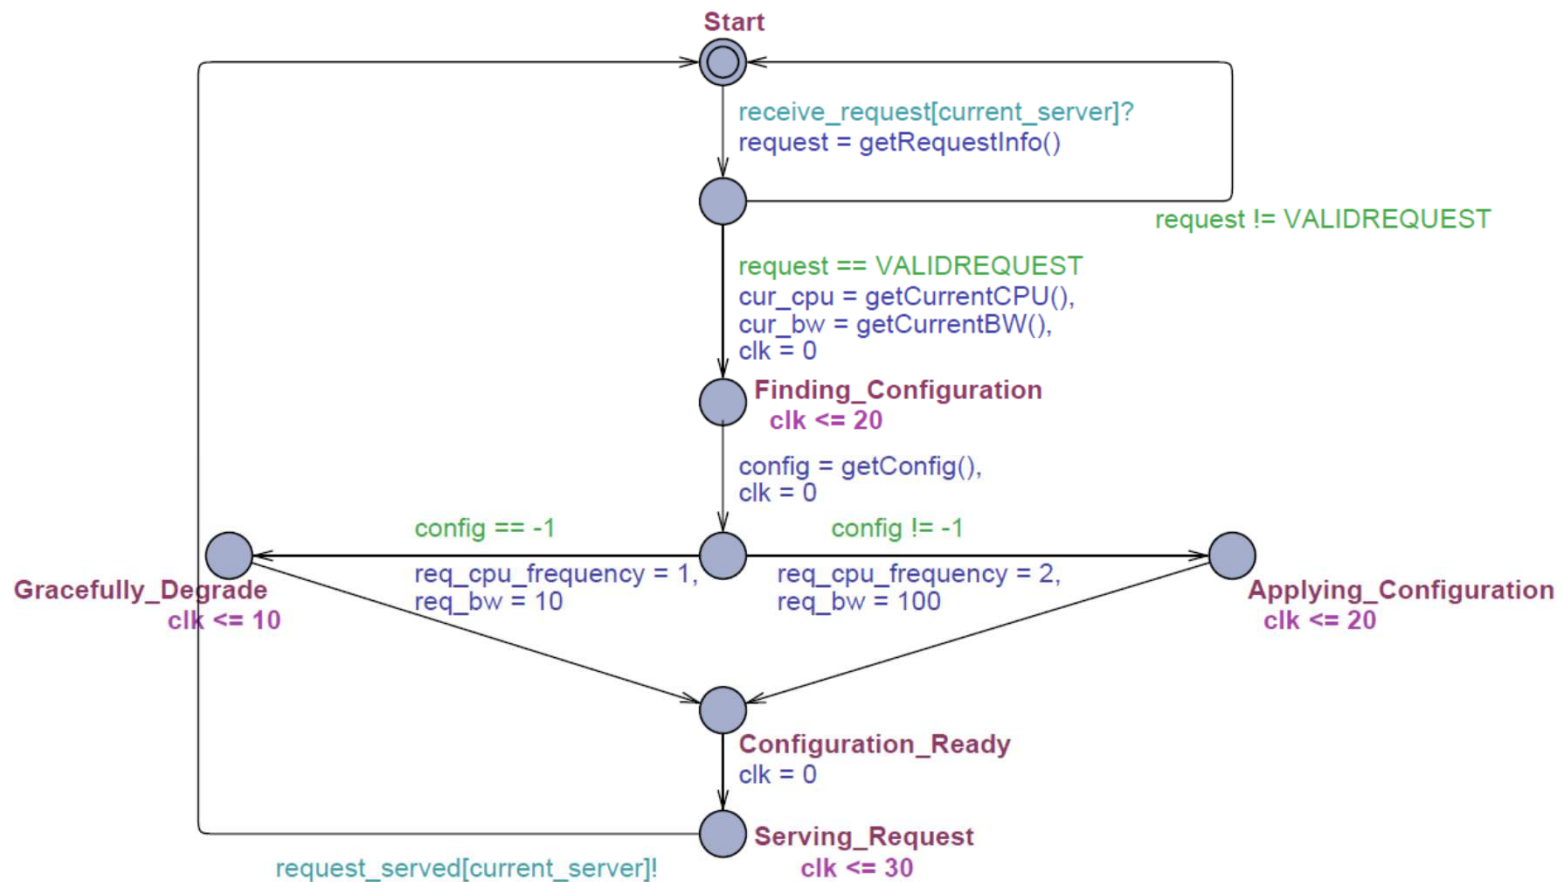 Start
receive_request[current_server]?
request = getRequestInfo()
request != VALIDREQUEST
request == VALIDREQUEST
cur_cpu = getCurrentCPU(),
cur_bw = getCurrentBW(),
clk = 0
Finding_Configuration
clk <= 20
config = getConfig(),
clk = 0
config == -1
config != -1
req_cpu_frequency = 1,
req_bw = 10
req_cpu_frequency = 2,
req_bw = 100
Gracefully_Degrade
clk <= 10
Applying_Configuration
clk <= 20
Configuration_Ready
clk = 0
Serving_Request
clk <= 30
request_served[current_server]!